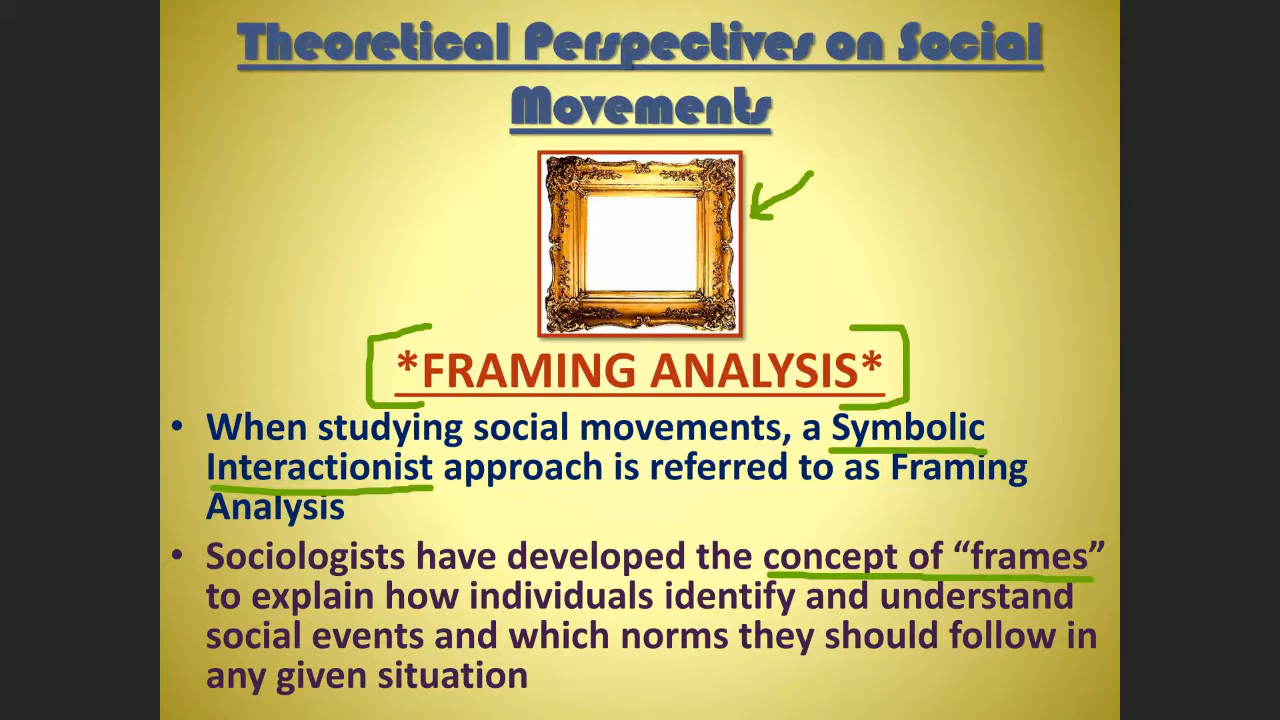 Theoretical Perspectives on Social
Movements
*FRAMING ANALYSIS*
• When studying social movements, a Symbolic
Interactionist approach is referred to as Framing
Analysis
• Sociologists have developed the concept of “frames”
to explain how individuals identify and understand
social events and which norms they should follow in
any given situation